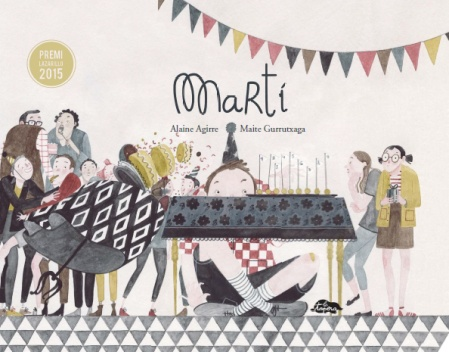 PREMI
LAZARILLO
2015
Martí
Alaine Agirre
Maite Gurrutxaga